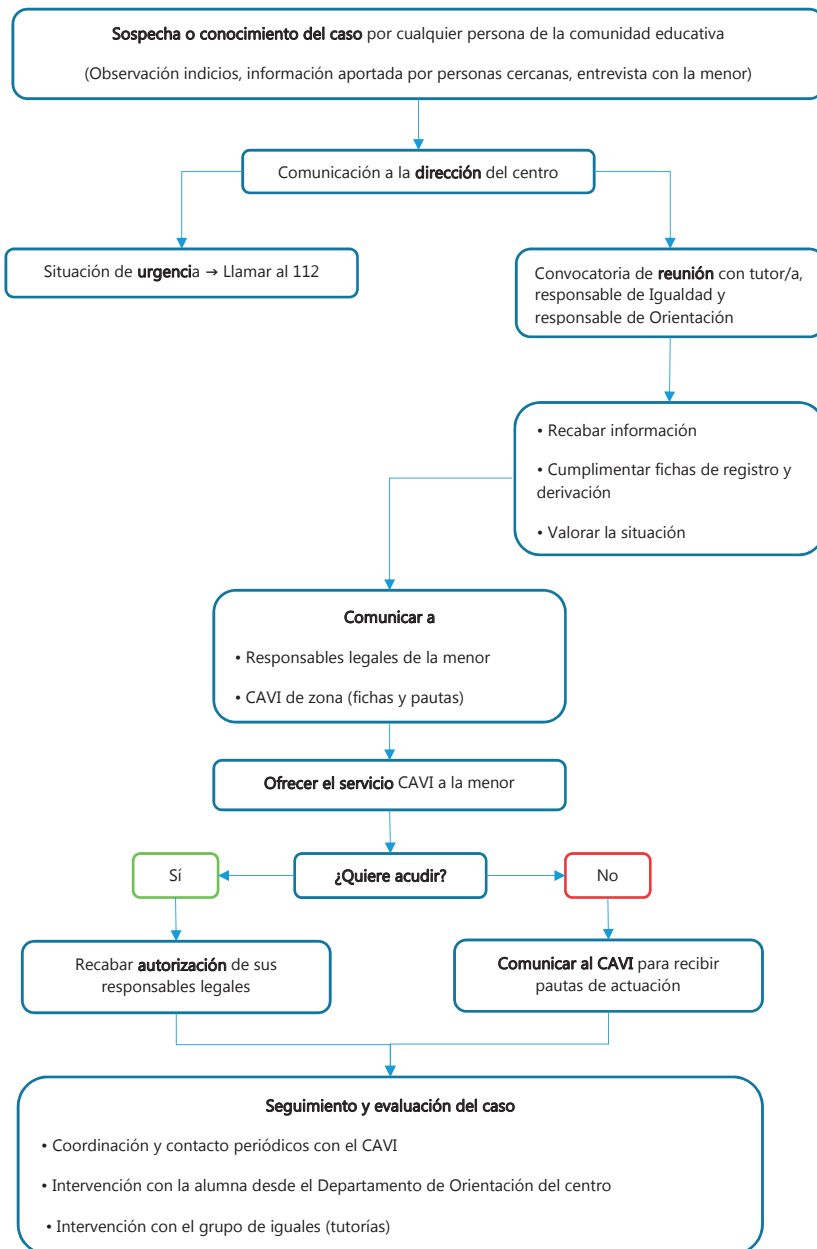 Sospecha o conocimiento del caso por cualquier persona de la comunidad educativa
(Observación indicios, información aportada por personas cercanas, entrevista con la menor)
Comunicación a la dirección del centro
Situación de urgencia → Llamar al 112
Convocatoria de reunión con tutor/a,
responsable de Igualdad y
responsable de Orientación
• Recabar información
• Cumplimentar fichas de registro y
derivación
• Valorar la situación
Comunicar a
• Responsables legales de la menor
• CAVI de zona (fichas y pautas)
Ofrecer el servicio CAVI a la menor
Sí
¿Quiere acudir?
No
Recabar autorización de sus
responsables legales
Comunicar al CAVI para recibir
pautas de actuación
Seguimiento y evaluación del caso
• Coordinación y contacto periódicos con el CAVI
• Intervención con la alumna desde el Departamento de Orientación del centro
• Intervención con el grupo de iguales (tutorías)